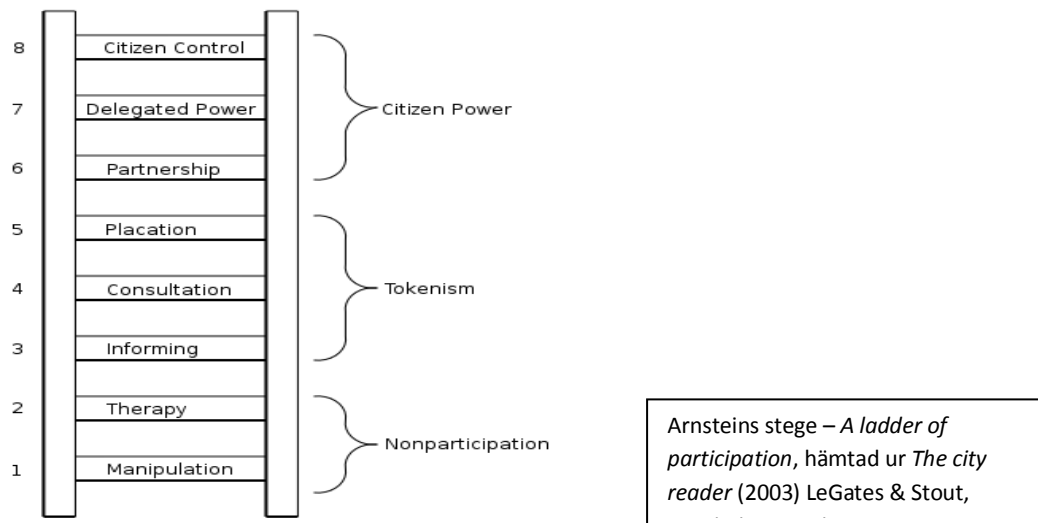 8 Citizen Control
7 Delegated Power
Citizen Power
6 Partnership
5 Placation
4 Consultation
Tokenism
3 Informing
2 Therapy
Nonparticipation
1 Manipulation
Arnsteins stege – A ladder of
participation, hämtad ur The city
reader (2003) LeGates & Stout,